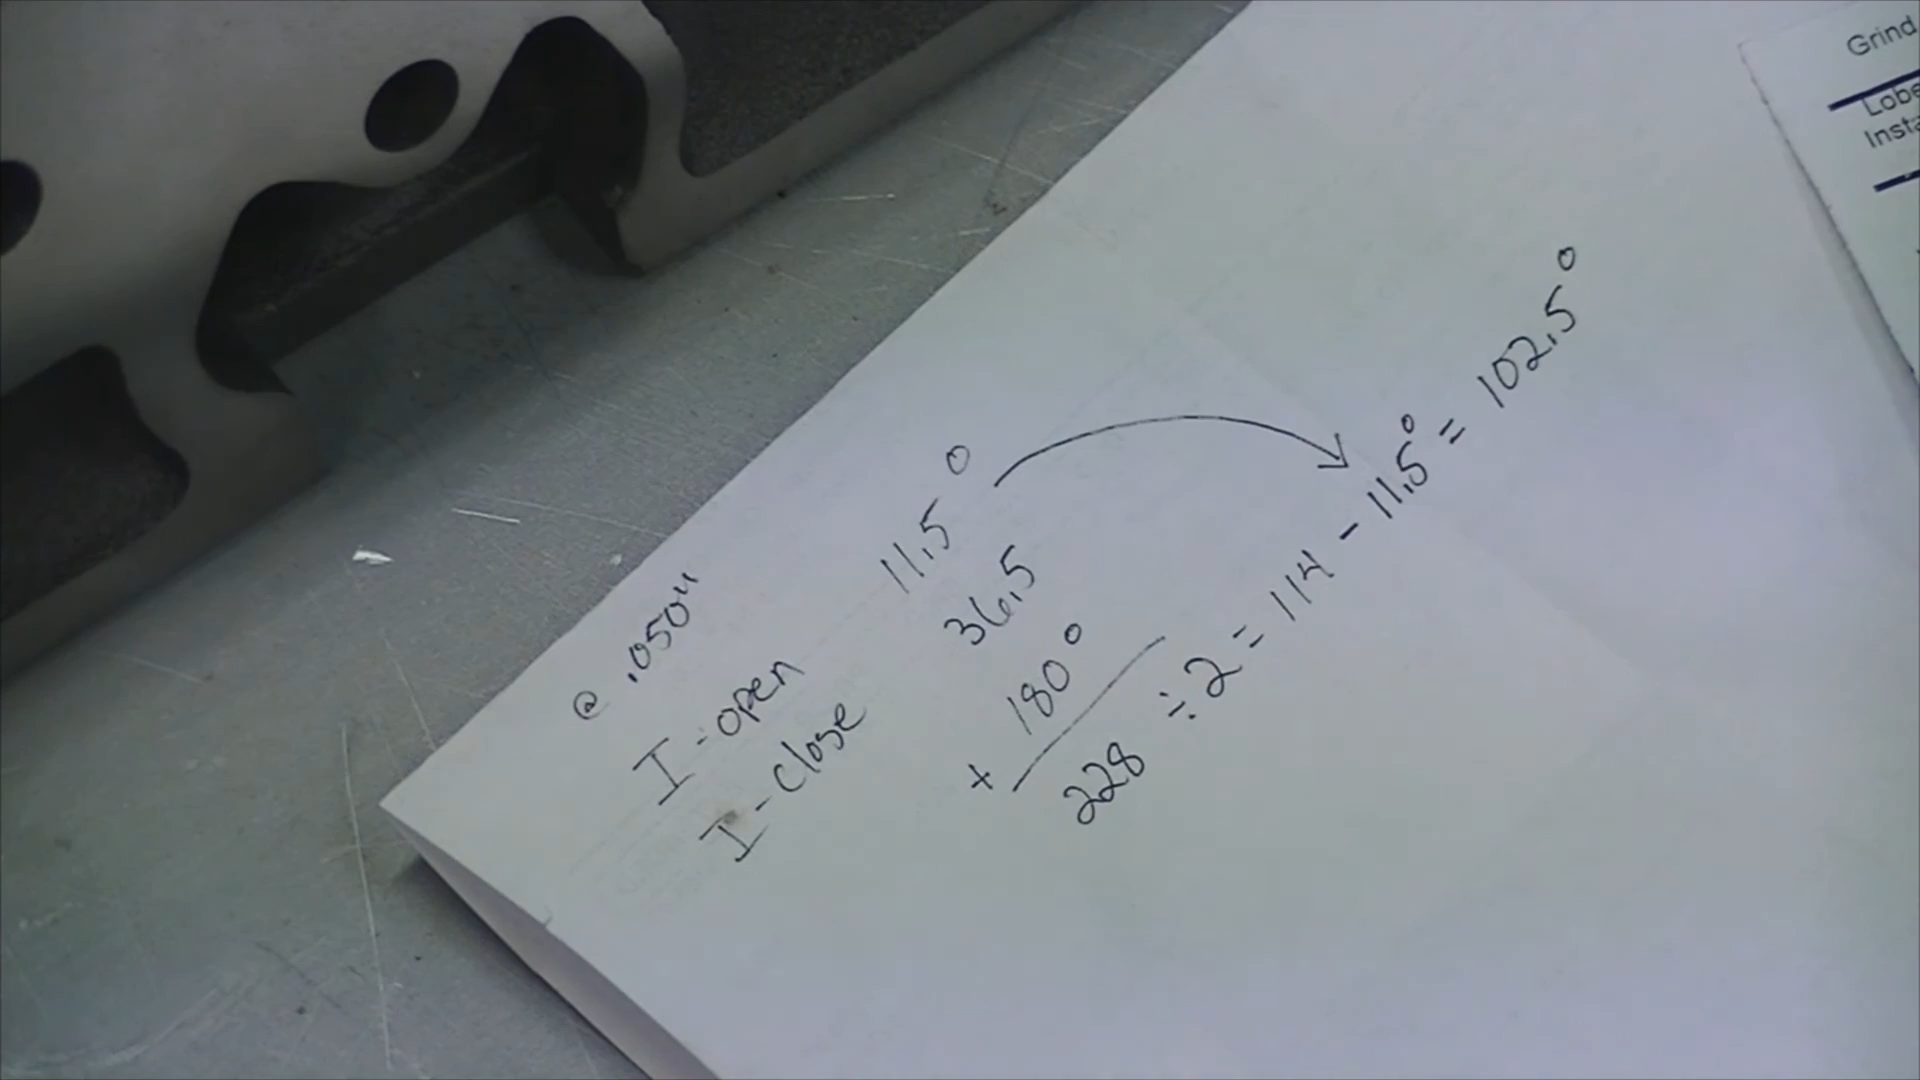 @ .050"
I - open 11.5°
I - close 36.5
+ 180°
228 ÷ 2 = 114 - 11.5° = 102.5°
Grind
Lobe
Insta